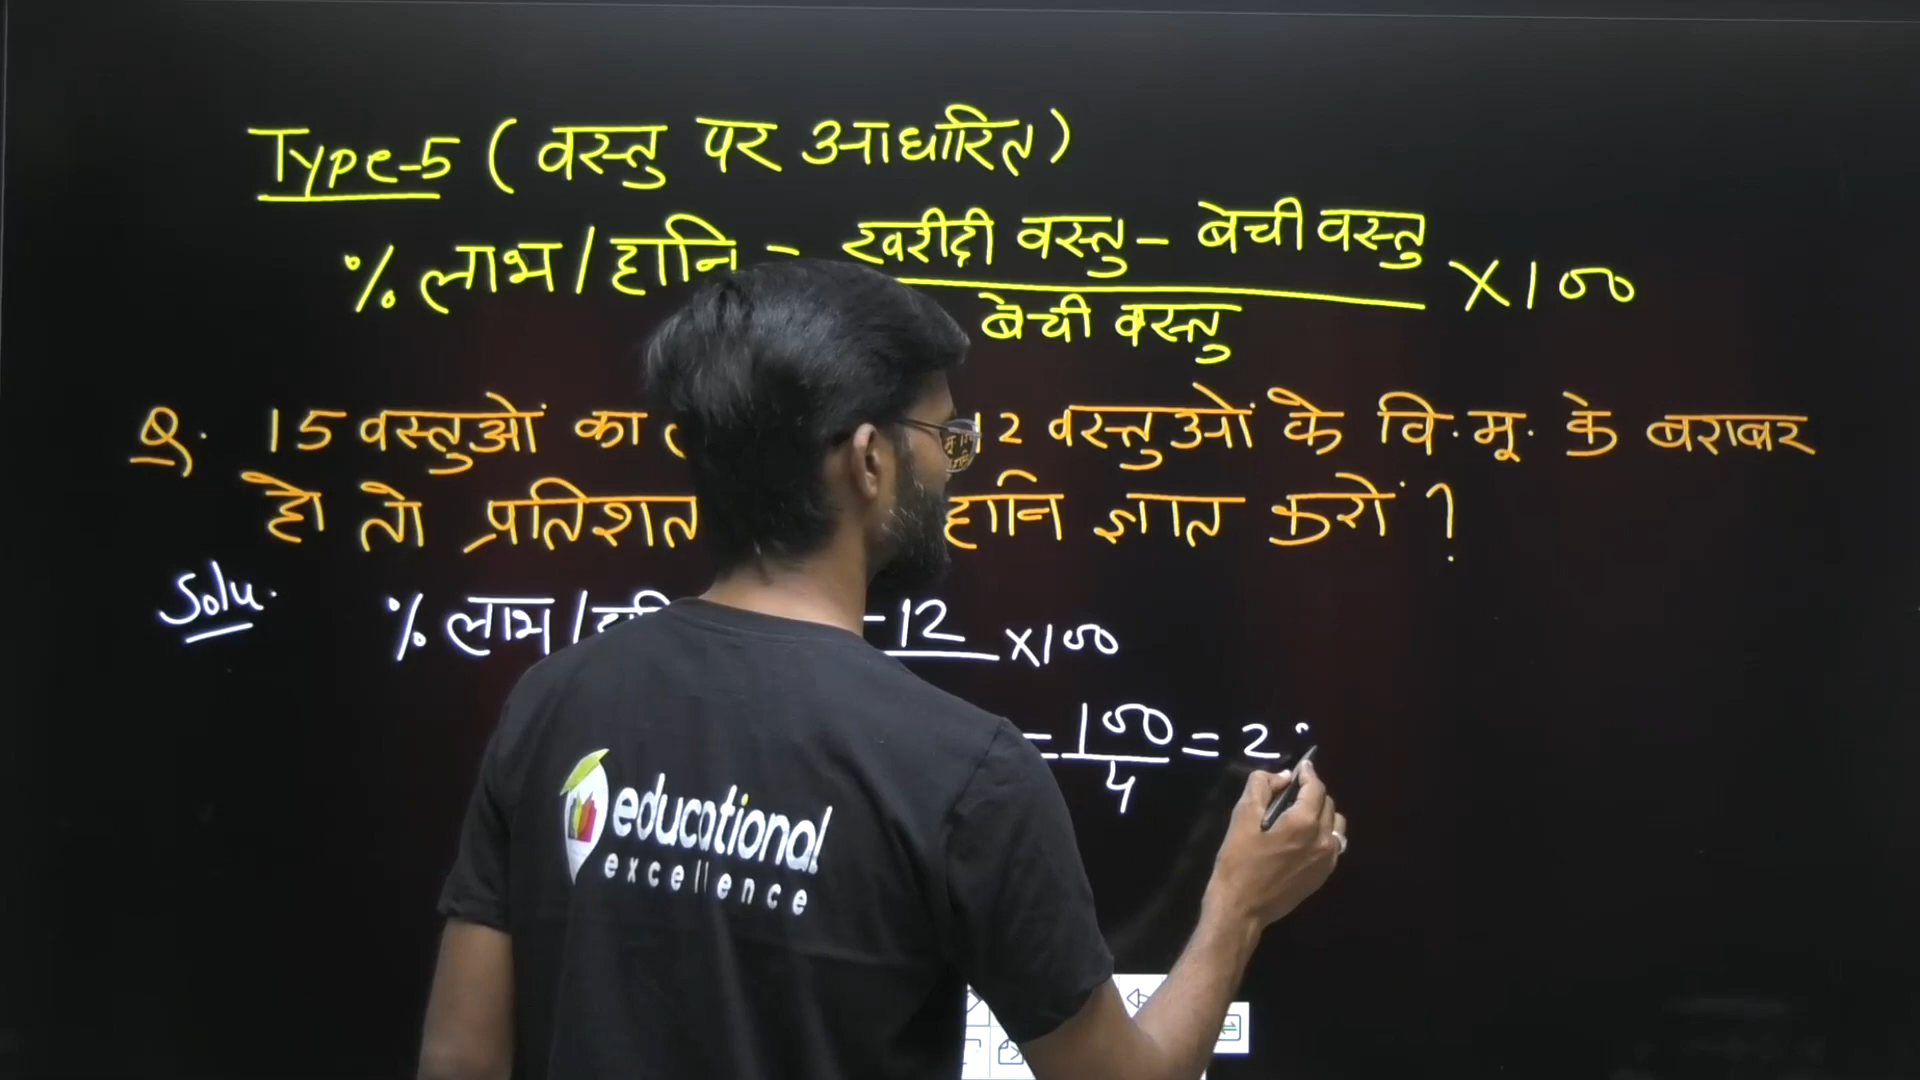 Type-5 (वस्तु पर आधारित)
% लाभ / हानि = खरीदी वस्तु - बेची वस्तु × 100
बेची वस्तु
Q. 15 वस्तुओं का 12 वस्तुओं के वि. मू. के बराबर
हो तो प्रतिशत हानि ज्ञात करों ?
Solu. % लाभ / - 12 × 100
= 100 = 2
4
educational
excellence